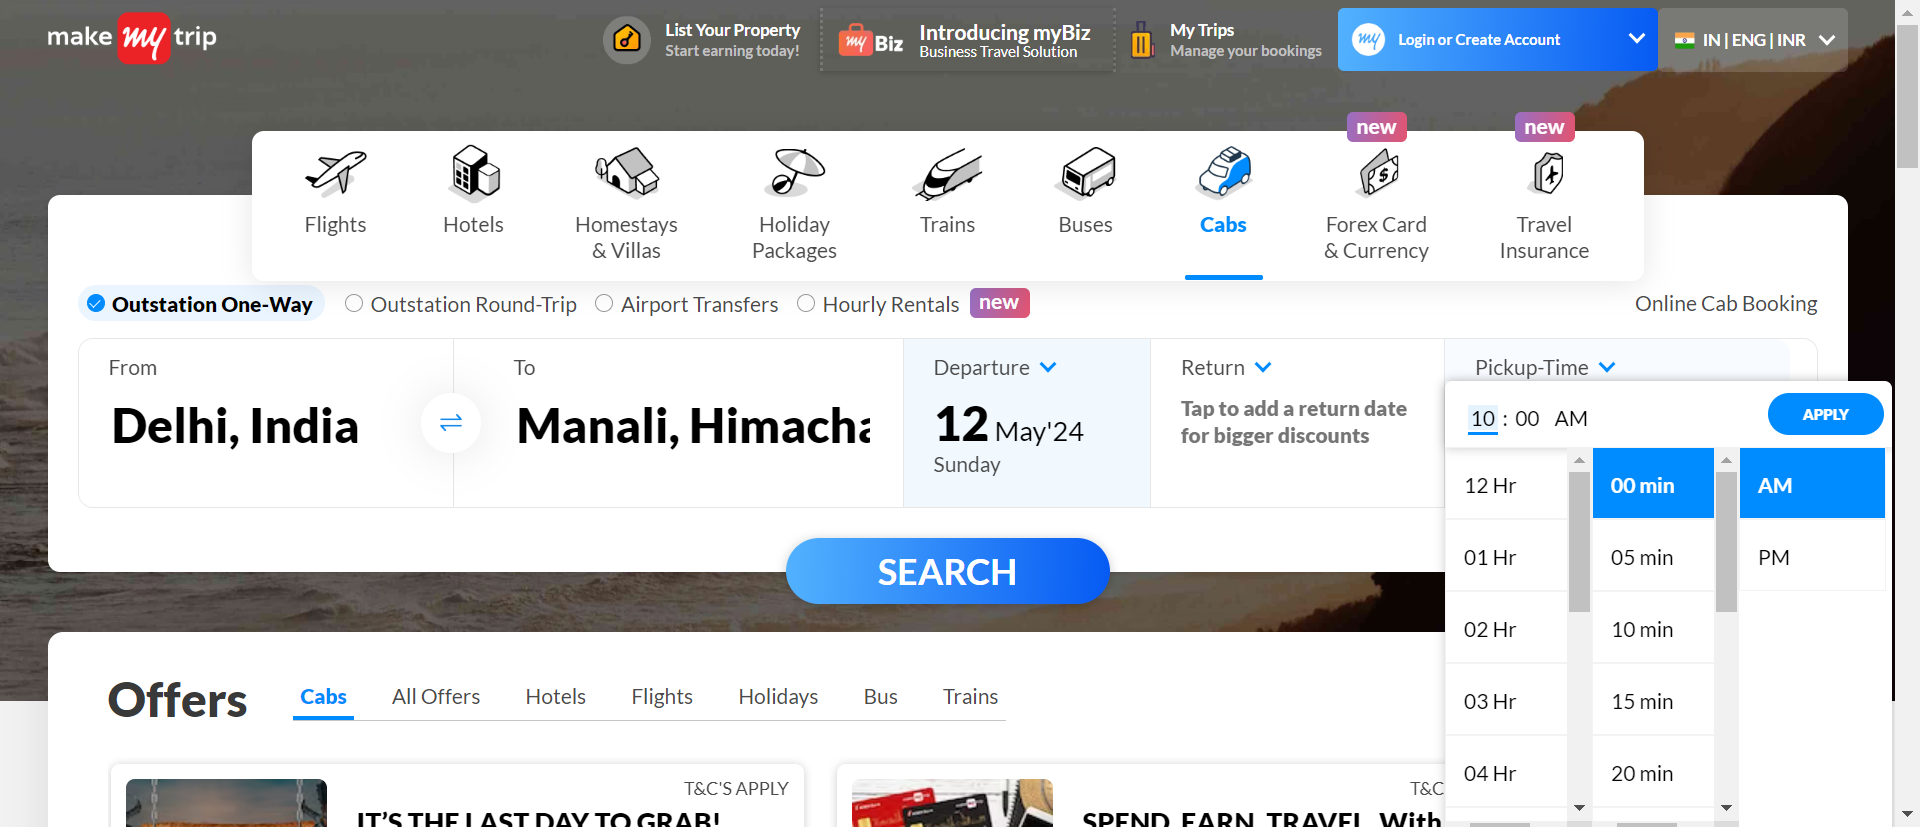 make my trip
List Your Property
Start earning today!
my Biz
Introducing myBiz
Business Travel Solution
My Trips
Manage your bookings
my
Login or Create Account
IN | ENG | INR
new
new
Flights
Hotels
Homestays
& Villas
Holiday
Packages
Trains
Buses
Cabs
Forex Card
& Currency
Travel
Insurance
Outstation One-Way
Outstation Round-Trip
Airport Transfers
Hourly Rentals
new
Online Cab Booking
From
Delhi, India
To
Manali, Himacha
Departure
12 May'24
Sunday
Return
Tap to add a return date
for bigger discounts
Pickup-Time
10 : 00 AM
APPLY
12 Hr
00 min
AM
01 Hr
05 min
PM
02 Hr
10 min
03 Hr
15 min
04 Hr
20 min
SEARCH
Offers
Cabs
All Offers
Hotels
Flights
Holidays
Bus
Trains
T&C'S APPLY
IT'S THE LAST DAY TO GRAB!
T&C
SPEND, EARN, TRAVEL, With